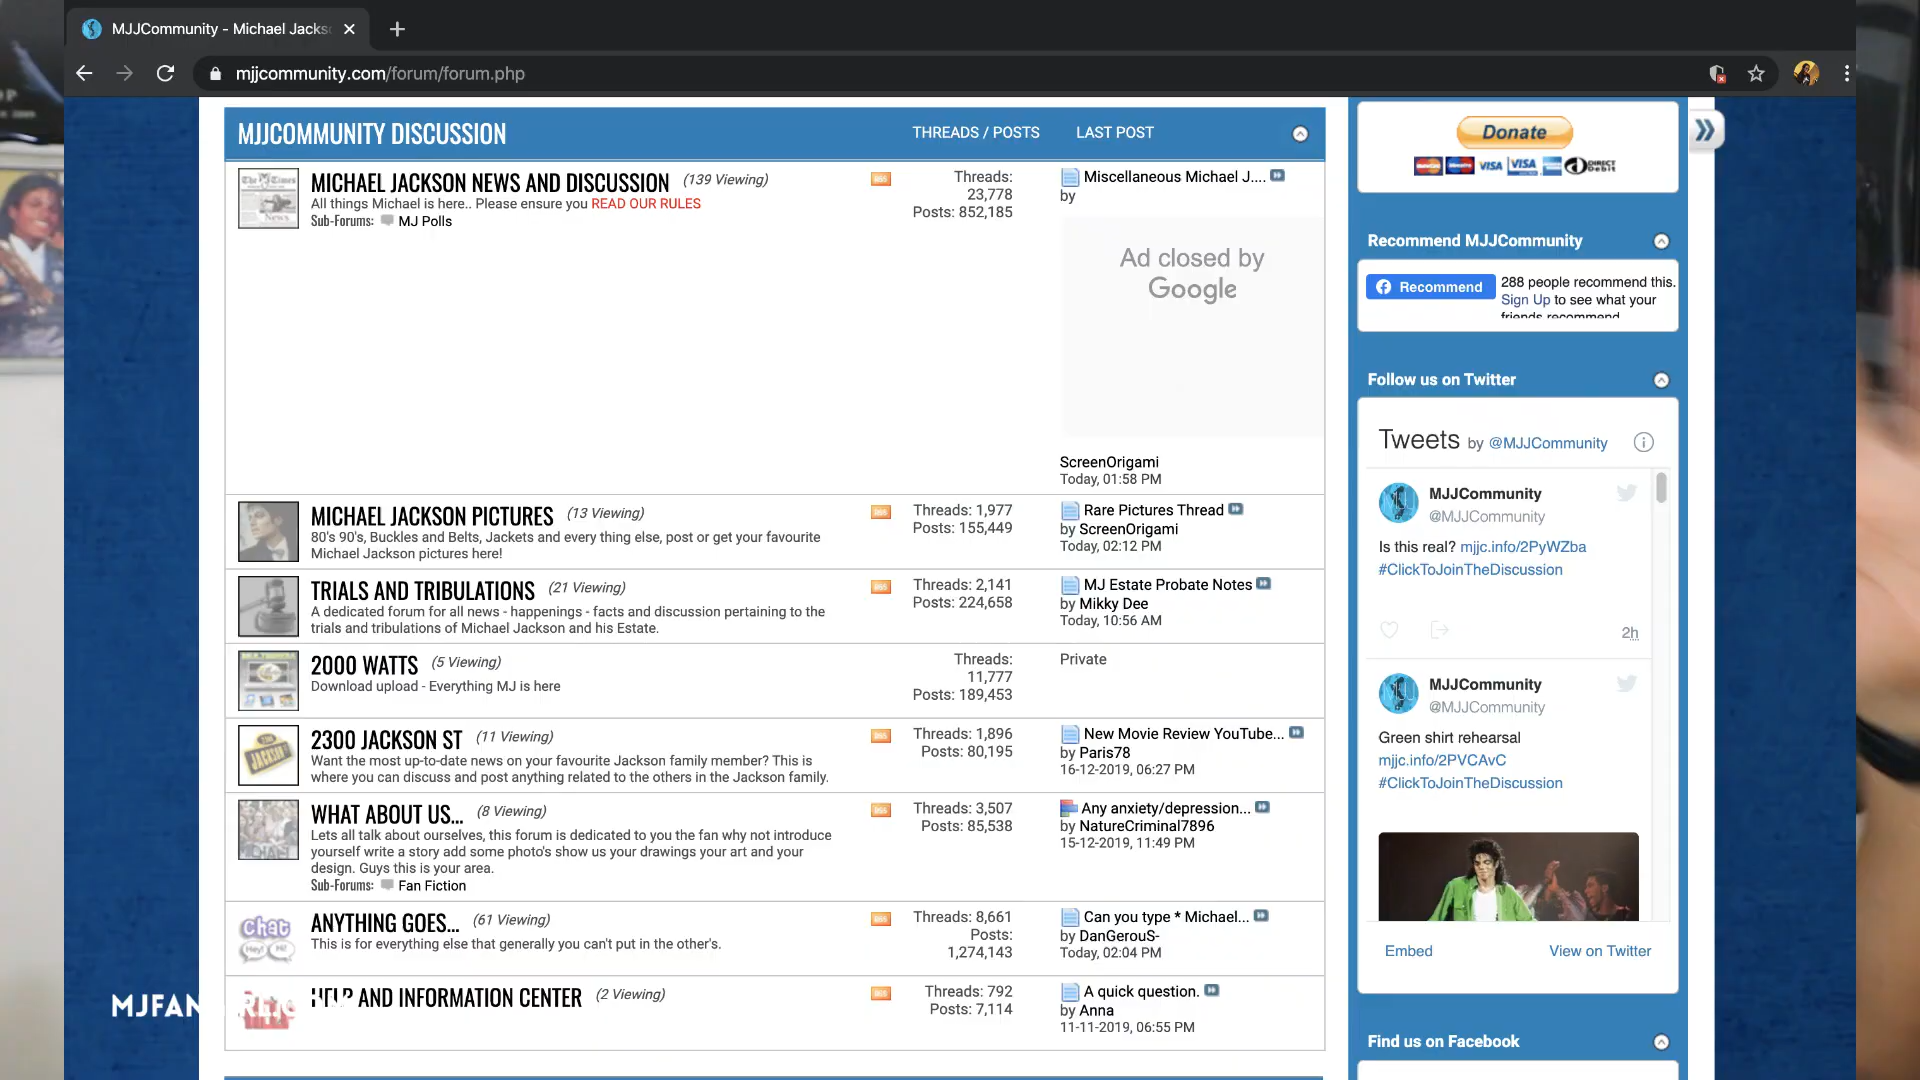 MJJCommunity - Michael Jacks
mjjcommunity.com/forum/forum.php
MJJCOMMUNITY DISCUSSION
THREADS / POSTS
LAST POST
MICHAEL JACKSON NEWS AND DISCUSSION (139 Viewing)
All things Michael is here.. Please ensure you READ OUR RULES
Sub-Forums: MJ Polls
Threads:
23,778
Posts: 852,185
Miscellaneous Michael J....
by
Ad closed by
Google
ScreenOrigami
Today, 01:58 PM
MICHAEL JACKSON PICTURES (13 Viewing)
80's 90's, Buckles and Belts, Jackets and every thing else, post or get your favourite
Michael Jackson pictures here!
Threads: 1,977
Posts: 155,449
Rare Pictures Thread
by ScreenOrigami
Today, 02:12 PM
TRIALS AND TRIBULATIONS (21 Viewing)
A dedicated forum for all news - happenings - facts and discussion pertaining to the
trials and tribulations of Michael Jackson and his Estate.
Threads: 2,141
Posts: 224,658
MJ Estate Probate Notes
by Mikky Dee
Today, 10:56 AM
2000 WATTS (5 Viewing)
Download upload - Everything MJ is here
Threads:
11,777
Posts: 189,453
Private
2300 JACKSON ST (11 Viewing)
Want the most up-to-date news on your favourite Jackson family member? This is
where you can discuss and post anything related to the others in the Jackson family.
Threads: 1,896
Posts: 80,195
New Movie Review YouTube...
by Paris78
16-12-2019, 06:27 PM
WHAT ABOUT US... (8 Viewing)
Lets all talk about ourselves, this forum is dedicated to you the fan why not introduce
yourself write a story add some photo's show us your drawings your art and your
design. Guys this is your area.
Sub-Forums: Fan Fiction
Threads: 3,507
Posts: 85,538
Any anxiety/depression...
by NatureCriminal7896
15-12-2019, 11:49 PM
Chat
Hey! Hi!
ANYTHING GOES... (61 Viewing)
This is for everything else that generally you can't put in the other's.
Threads: 8,661
Posts:
1,274,143
Can you type * Michael...
by DanGerouS-
Today, 02:04 PM
HELP AND INFORMATION CENTER (2 Viewing)
Threads: 792
Posts: 7,114
A quick question.
by Anna
11-11-2019, 06:55 PM
Donate
VISA VISA DIRECT Debit
Recommend MJJCommunity
Recommend
288 people recommend this.
Sign Up to see what your
friends recommend
Follow us on Twitter
Tweets by @MJJCommunity
MJJCommunity
@MJJCommunity
Is this real? mjjc.info/2PyWZba
#ClickToJoinTheDiscussion
2h
MJJCommunity
@MJJCommunity
Green shirt rehearsal
mjjc.info/2PVCAvC
#ClickToJoinTheDiscussion
Embed
View on Twitter
Find us on Facebook